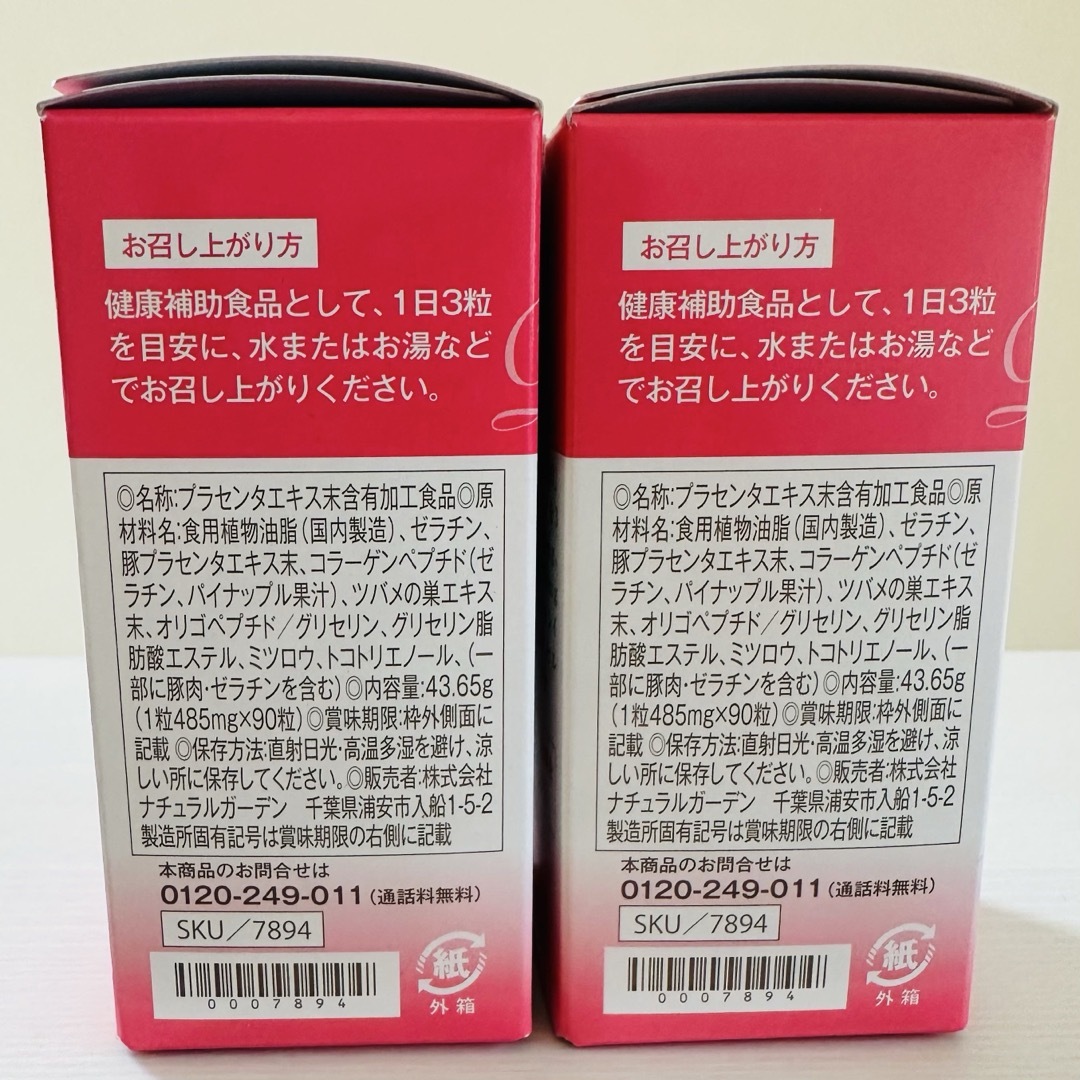 お召し上がり方
健康補助食品として、1日3粒
を目安に、水またはお湯など
でお召し上がりください。
◎名称:プラセンタエキス末含有加工食品◎原
材料名:食用植物油脂(国内製造)、ゼラチン、
豚プラセンタエキス末、コラーゲンペプチド(ゼ
ラチン、パイナップル果汁)、ツバメの巣エキス
末、オリゴペプチド/グリセリン、グリセリン脂
肪酸エステル、ミツロウ、トコトリエノール、(一
部に豚肉・ゼラチンを含む)◎内容量:43.65g
(1粒485mg×90粒)◎賞味期限:枠外側面に
記載 ◎保存方法:直射日光・高温多湿を避け、涼
しい所に保存してください。◎販売者:株式会社
ナチュラルガーデン 千葉県浦安市入船1-5-2
製造所固有記号は賞味期限の右側に記載
本商品のお問合せは
0120-249-011(通話料無料)
SKU/7894
0007894
紙
外箱
お召し上がり方
健康補助食品として、1日3粒
を目安に、水またはお湯など
でお召し上がりください。
◎名称:プラセンタエキス末含有加工食品◎原
材料名:食用植物油脂(国内製造)、ゼラチン、
豚プラセンタエキス末、コラーゲンペプチド(ゼ
ラチン、パイナップル果汁)、ツバメの巣エキス
末、オリゴペプチド/グリセリン、グリセリン脂
肪酸エステル、ミツロウ、トコトリエノール、(一
部に豚肉・ゼラチンを含む)◎内容量:43.65g
(1粒485mg×90粒)◎賞味期限:枠外側面に
記載 ◎保存方法:直射日光・高温多湿を避け、涼
しい所に保存してください。◎販売者:株式会社
ナチュラルガーデン 千葉県浦安市入船1-5-2
製造所固有記号は賞味期限の右側に記載
本商品のお問合せは
0120-249-011(通話料無料)
SKU/7894
0007894
紙
外箱